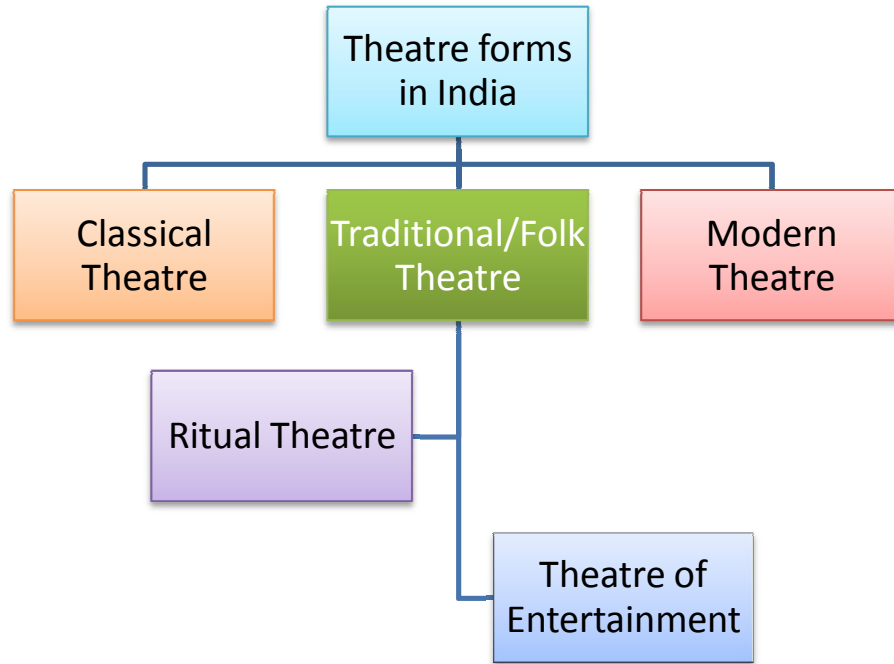 Theatre forms
in India
Classical
Theatre
Traditional/Folk
Theatre
Modern
Theatre
Ritual Theatre
Theatre of
Entertainment